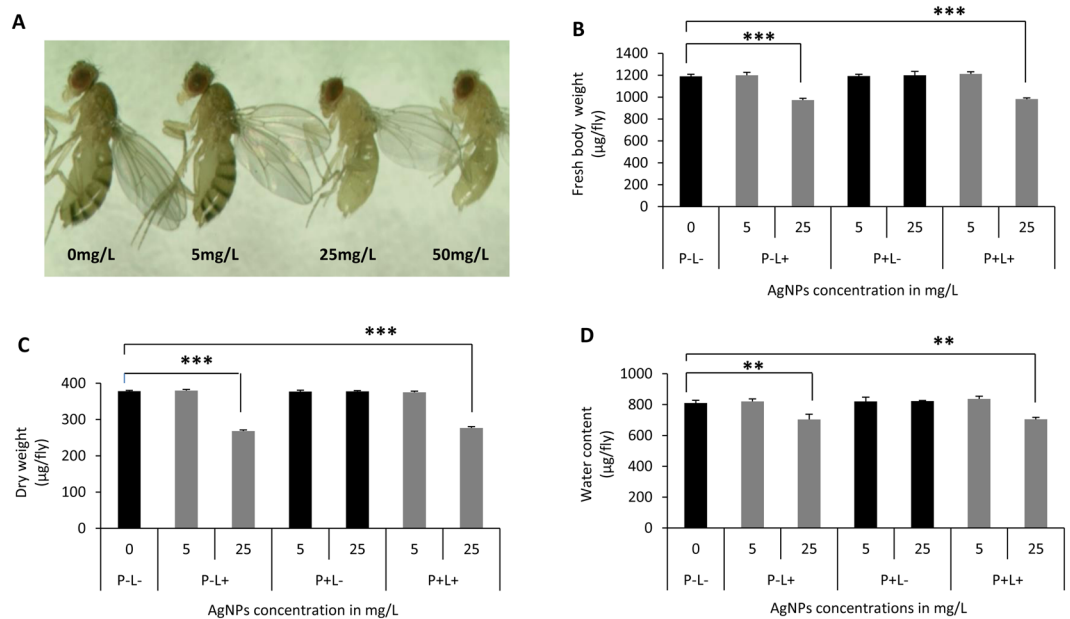 A
0mg/L 5mg/L 25mg/L 50mg/L
B
***
***
1400
1200
1000
800
600
400
200
0
Fresh body weight
(µg/fly)
0 5 25 5 25 5 25
P-L- P-L+ P+L- P+L+
AgNPs concentration in mg/L
C
***
***
400
300
200
100
0
Dry weight
(µg/fly)
0 5 25 5 25 5 25
P-L- P-L+ P+L- P+L+
AgNPs concentration in mg/L
D
**
**
1000
800
600
400
200
0
Water content
(µg/fly)
0 5 25 5 25 5 25
P-L- P-L+ P+L- P+L+
AgNPs concentrations in mg/L